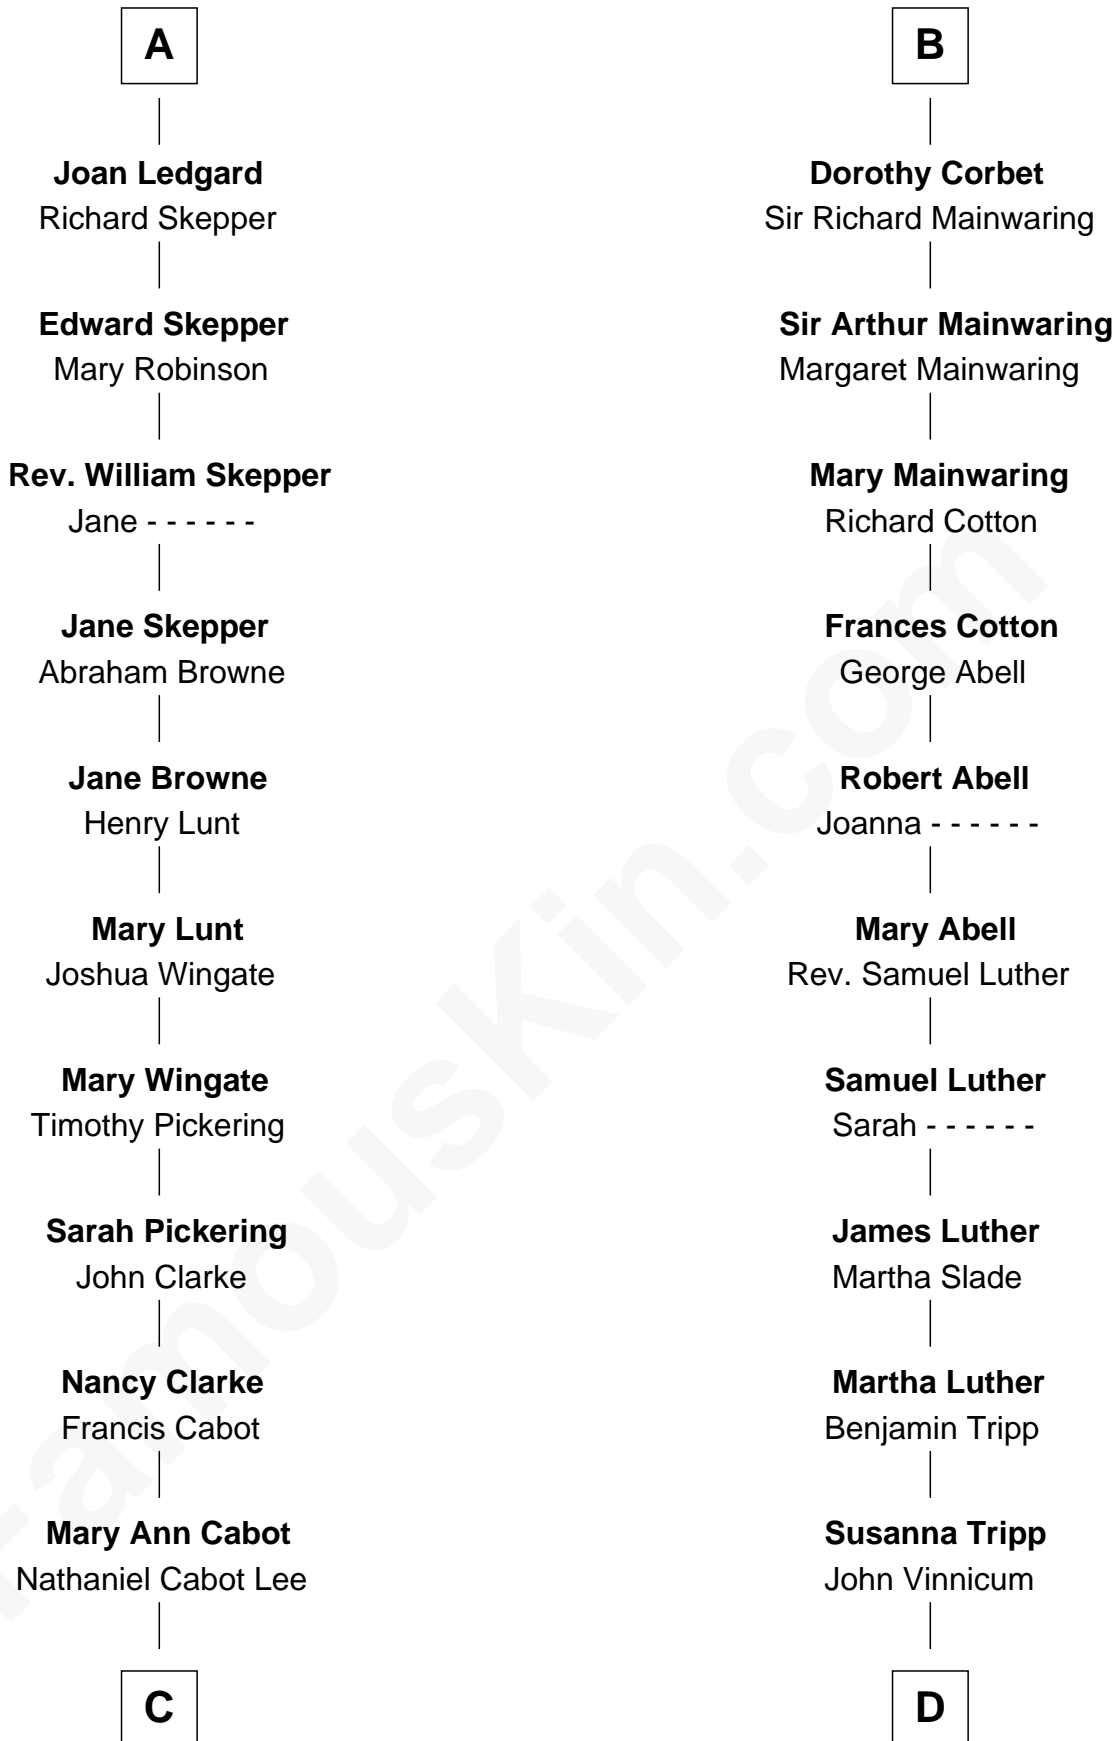 A
Joan Ledgard
Richard Skepper
Edward Skepper
Mary Robinson
Rev. William Skepper
Jane - - - - - -
Jane Skepper
Abraham Browne
Jane Browne
Henry Lunt
Mary Lunt
Joshua Wingate
Mary Wingate
Timothy Pickering
Sarah Pickering
John Clarke
Nancy Clarke
Francis Cabot
Mary Ann Cabot
Nathaniel Cabot Lee
C
B
Dorothy Corbet
Sir Richard Mainwaring
Sir Arthur Mainwaring
Margaret Mainwaring
Mary Mainwaring
Richard Cotton
Frances Cotton
George Abell
Robert Abell
Joanna - - - - - -
Mary Abell
Rev. Samuel Luther
Samuel Luther
Sarah - - - - - -
James Luther
Martha Slade
Martha Luther
Benjamin Tripp
Susanna Tripp
John Vinnicum
D
FamousKin.com